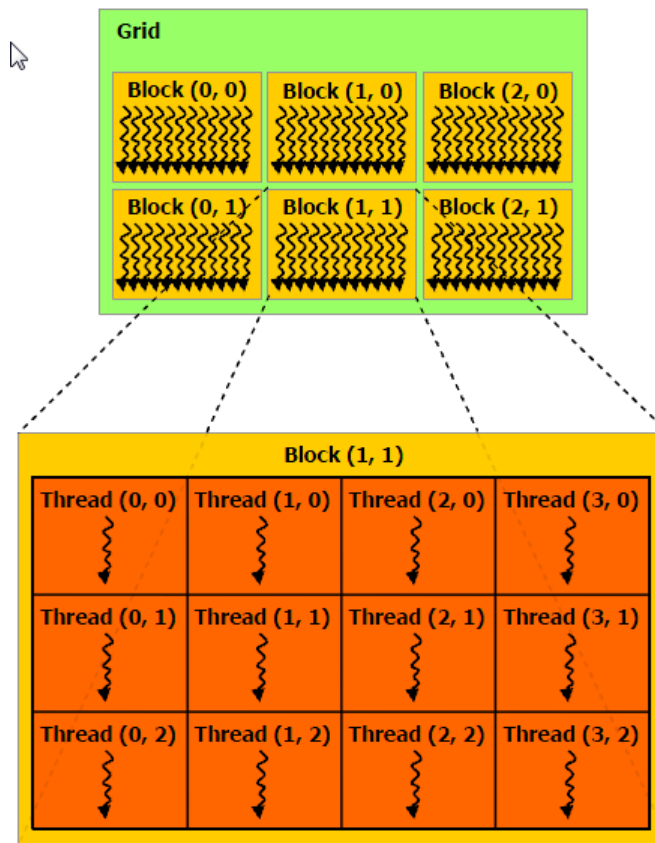 Grid
Block (0, 0) Block (1, 0) Block (2, 0)
Block (0, 1) Block (1, 1) Block (2, 1)
Block (1, 1)
Thread (0, 0) Thread (1, 0) Thread (2, 0) Thread (3, 0)
Thread (0, 1) Thread (1, 1) Thread (2, 1) Thread (3, 1)
Thread (0, 2) Thread (1, 2) Thread (2, 2) Thread (3, 2)